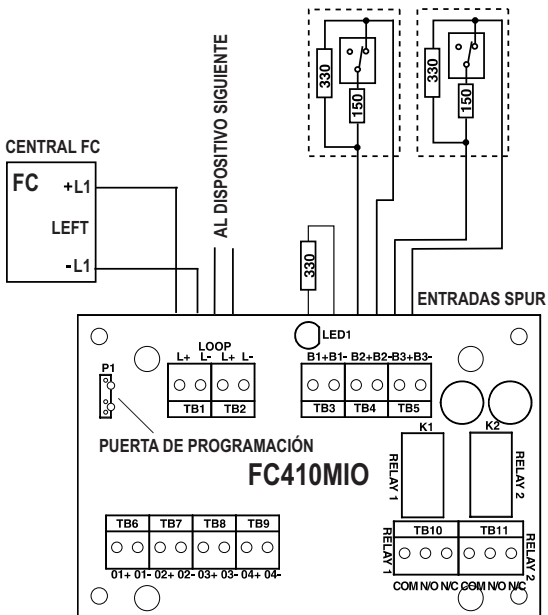 330
150
330
150
AL DISPOSITIVO SIGUIENTE
CENTRAL FC
FC
+L1
LEFT
-L1
330
ENTRADAS SPUR
LED1
LOOP
L+ L- L+ L-
B1+B1- B2+B2-B3+B3-
P1
TB1 TB2
TB3 TB4 TB5
PUERTA DE PROGRAMACIÓN
K1 K2
FC410MIO
RELAY 1
RELAY 2
TB6 TB7 TB8 TB9
TB10 TB11
RELAY 1
RELAY 2
01+ 01- 02+ 02- 03+ 03- 04+ 04-
COM N/O N/C COM N/O N/C